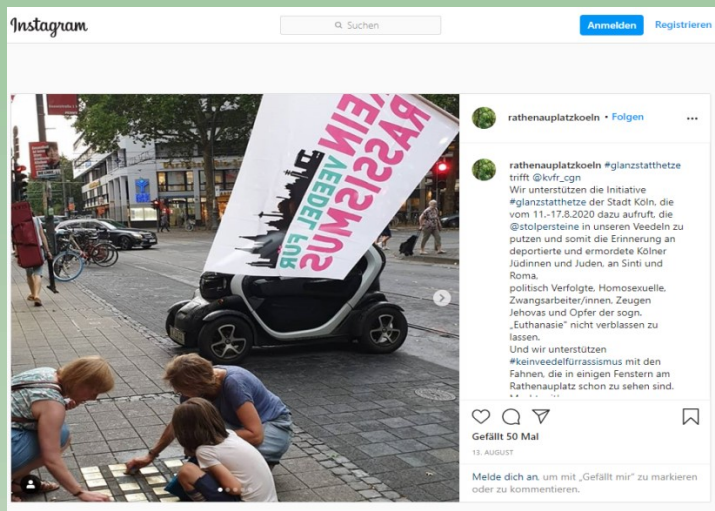 Instagram
Suchen
Anmelden
Registrieren
KEIN VEEDEL FÜR
RASSISMUS
rathenauplatzkoeln • Folgen
rathenauplatzkoeln #glanzstatthetze
trifft @kvfr_cgn
Wir unterstützen die Initiative
#glanzstatthetze der Stadt Köln, die
vom 11.-17.8.2020 dazu aufruft, die
@stolpersteine in unseren Veedeln zu
putzen und somit die Erinnerung an
deportierte und ermordete Kölner
Jüdinnen und Juden, an Sinti und
Roma,
politisch Verfolgte, Homosexuelle,
Zwangsarbeiter/innen, Zeugen
Jehovas und Opfer der sogn.
„Euthanasie" nicht verblassen zu
lassen.
Und wir unterstützen
#keinveedelfürrassismus mit den
Fahnen, die in einigen Fenstern am
Rathenauplatz schon zu sehen sind.
Gefällt 50 Mal
13. AUGUST
Melde dich an, um mit „Gefällt mir" zu markieren
oder zu kommentieren.